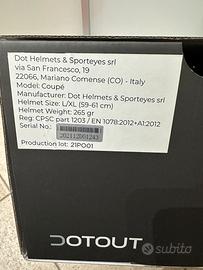 Dot Helmets & Sporteyes srl
via San Francesco, 19
22066, Mariano Comense (CO) - Italy
Model: Coupé
Manufacturer: Dot Helmets & Sporteyes srl
Helmet Size: L/XL (59-61 cm)
Helmet Weight: 265 gr
Reg: CPSC part 1203 / EN 1078:2012+A1:2012
Serial No.:
202112D01243
Production lot: 21PO01
DOTOUT
subito